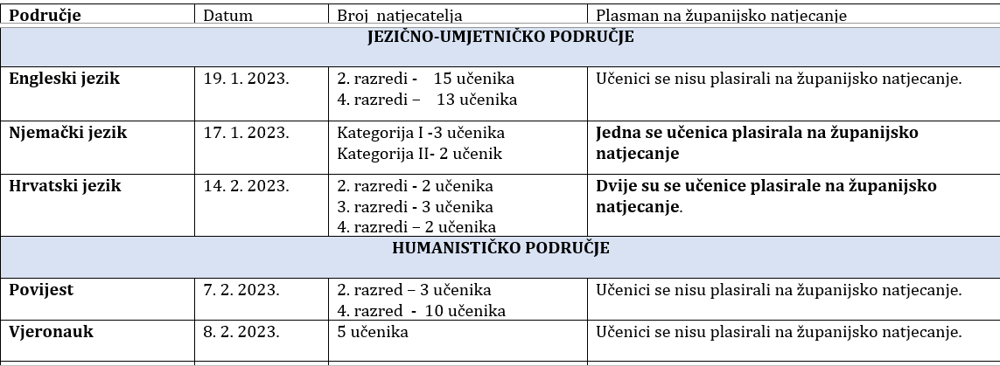 Područje Datum Broj natjecatelja Plasman na županijsko natjecanje
JEZIČNO-UMJETNIČKO PODRUČJE
Engleski jezik 19. 1. 2023. 2. razredi - 15 učenika Učenici se nisu plasirali na županijsko natjecanje.
4. razredi – 13 učenika
Njemački jezik 17. 1. 2023. Kategorija I -3 učenika Jedna se učenica plasirala na županijsko
Kategorija II- 2 učenik natjecanje
Hrvatski jezik 14. 2. 2023. 2. razredi - 2 učenika Dvije su se učenice plasirale na županijsko
3. razredi - 3 učenika natjecanje.
4. razredi – 2 učenika
HUMANISTIČKO PODRUČJE
Povijest 7. 2. 2023. 2. razred – 3 učenika Učenici se nisu plasirali na županijsko natjecanje.
4. razred - 10 učenika
Vjeronauk 8. 2. 2023. 5 učenika Učenici se nisu plasirali na županijsko natjecanje.